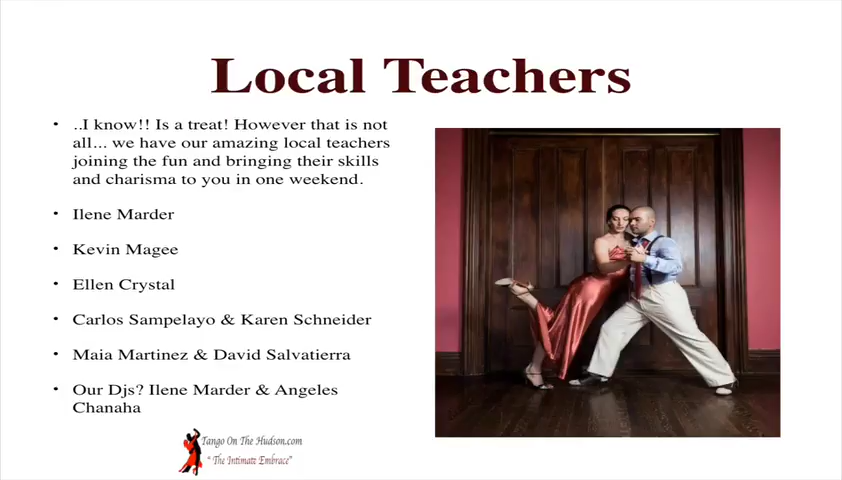 Local Teachers
..I know!! Is a treat! However that is not
all... we have our amazing local teachers
joining the fun and bringing their skills
and charisma to you in one weekend.
Ilene Marder
Kevin Magee
Ellen Crystal
Carlos Sampelayo & Karen Schneider
Maia Martinez & David Salvatierra
Our Djs? Ilene Marder & Angeles
Chanaha
Tango On The Hudson.com
" The Intimate Embrace"